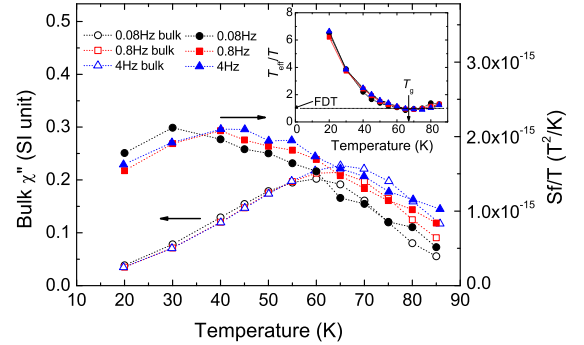 0.08Hz bulk 0.08Hz
0.8Hz bulk 0.8Hz
4Hz bulk 4Hz
Bulk χ" (SI unit)
0.5
0.4
0.3
0.2
0.1
0.0
10 20 30 40 50 60 70 80 90
Temperature (K)
3.0x10⁻¹⁵
2.0x10⁻¹⁵
1.0x10⁻¹⁵
0.0
Sf/T (T²/K)
8
6
4
2
0
0 20 40 60 80
Temperature (K)
T_eff/T
FDT
T_g